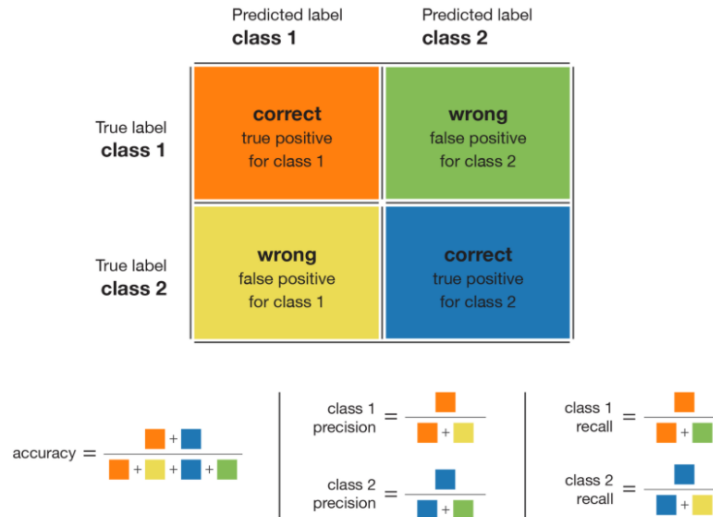 Predicted label Predicted label
class 1 class 2
True label
class 1
correct
true positive
for class 1
wrong
false positive
for class 2
True label
class 2
wrong
false positive
for class 1
correct
true positive
for class 2
accuracy = + + + +
class 1
precision = +
class 2
precision = +
class 1
recall = +
class 2
recall = +